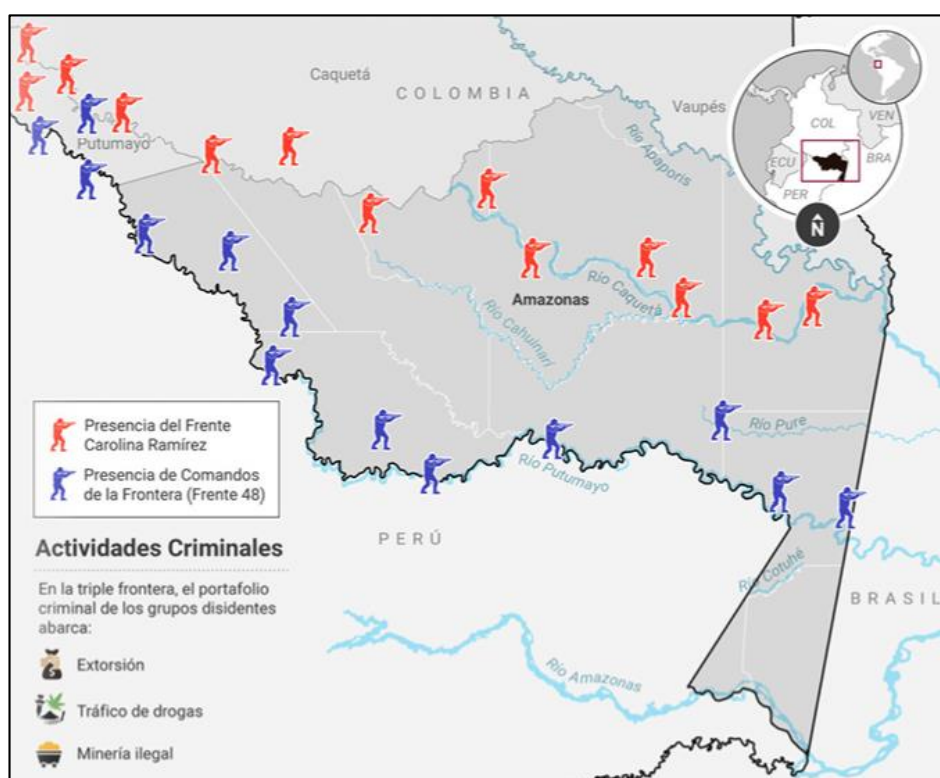 Caquetá
COLOMBIA
Vaupés
Río Apaporis
COL
VEN
ECU
BRA
PER
N
Putumayo
Amazonas
Río Caquetá
Río Cahuinarí
Río Pure
Río Putumayo
PERÚ
Río Cotuhé
BRASIL
Río Amazonas
Presencia del Frente
Carolina Ramírez
Presencia de Comandos
de la Frontera (Frente 48)
Actividades Criminales
En la triple frontera, el portafolio
criminal de los grupos disidentes
abarca:
Extorsión
Tráfico de drogas
Minería ilegal